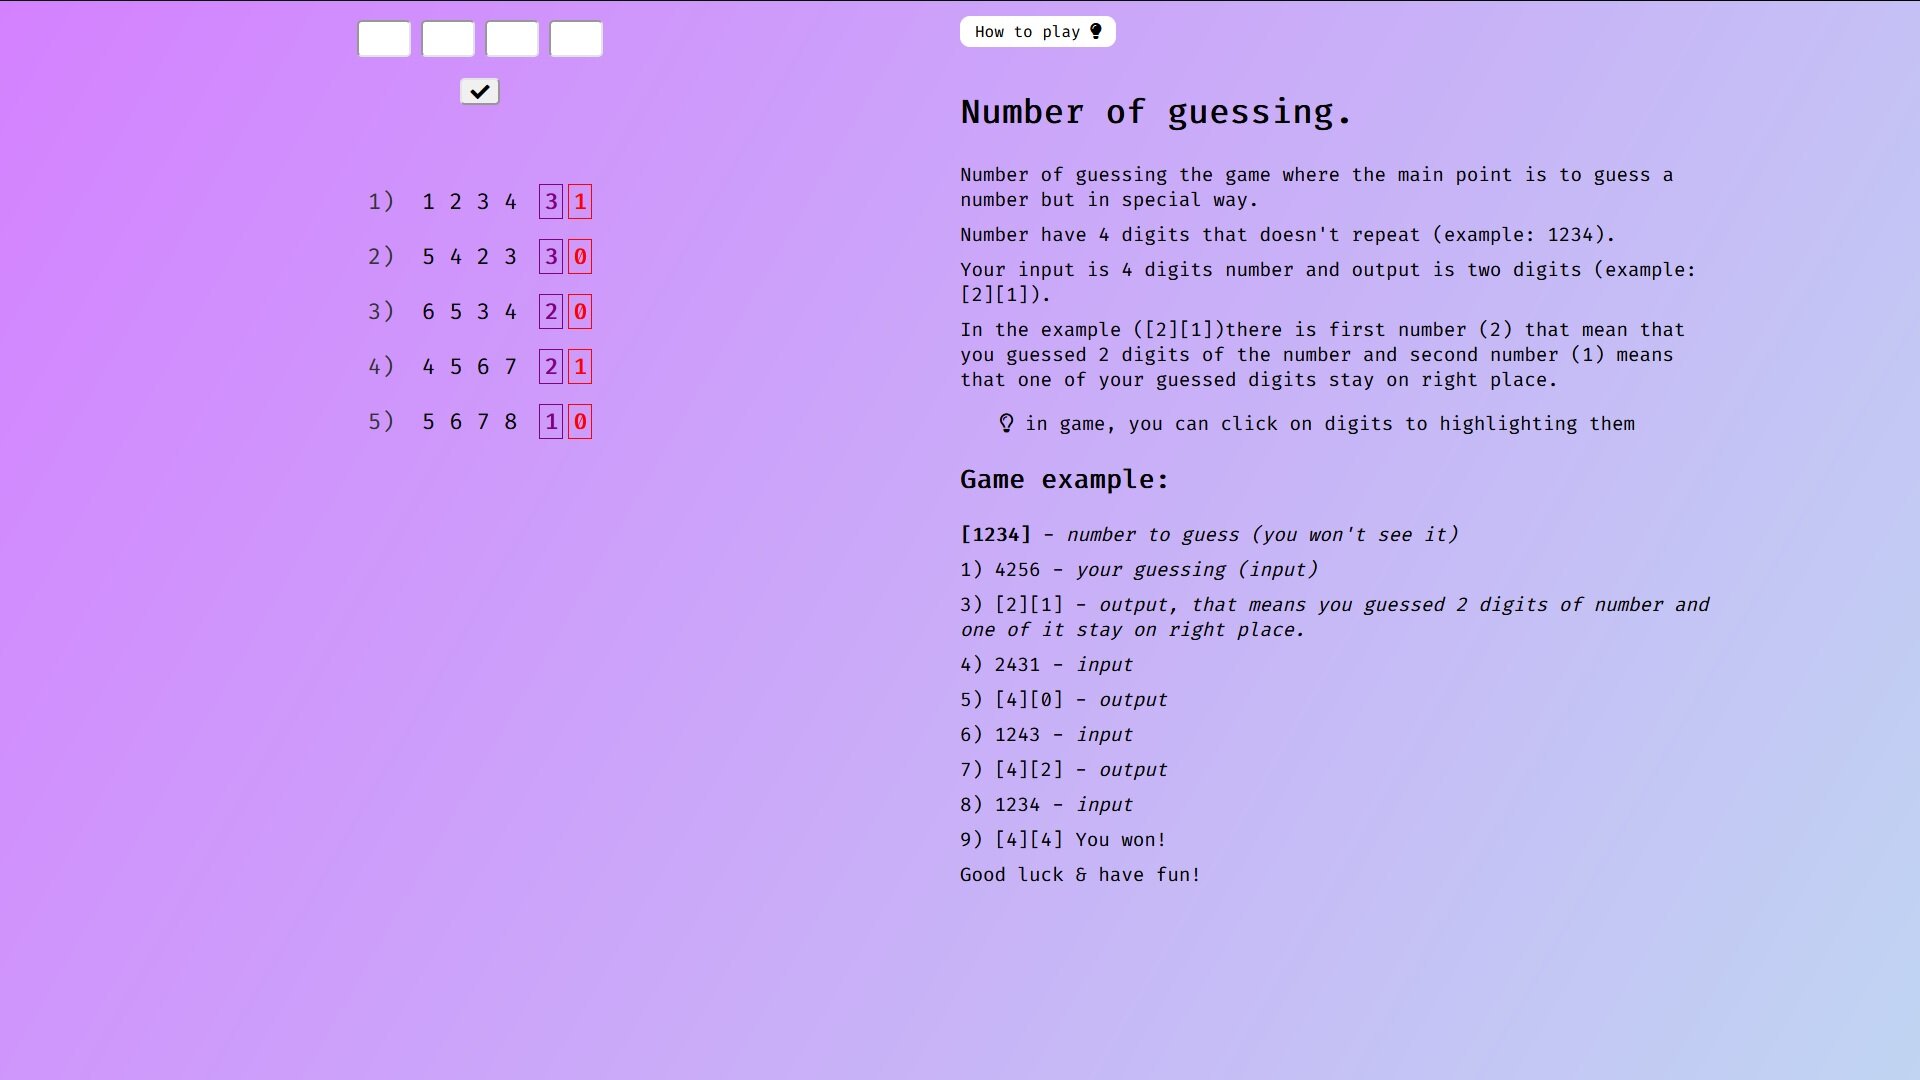 How to play
Number of guessing.
Number of guessing the game where the main point is to guess a
number but in special way.
Number have 4 digits that doesn't repeat (example: 1234).
Your input is 4 digits number and output is two digits (example:
[2][1]).
In the example ([2][1])there is first number (2) that mean that
you guessed 2 digits of the number and second number (1) means
that one of your guessed digits stay on right place.
in game, you can click on digits to highlighting them
Game example:
[1234] - number to guess (you won't see it)
1) 4256 - your guessing (input)
3) [2][1] - output, that means you guessed 2 digits of number and
one of it stay on right place.
4) 2431 - input
5) [4][0] - output
6) 1243 - input
7) [4][2] - output
8) 1234 - input
9) [4][4] You won!
Good luck & have fun!
1) 1 2 3 4 3 1
2) 5 4 2 3 3 0
3) 6 5 3 4 2 0
4) 4 5 6 7 2 1
5) 5 6 7 8 1 0